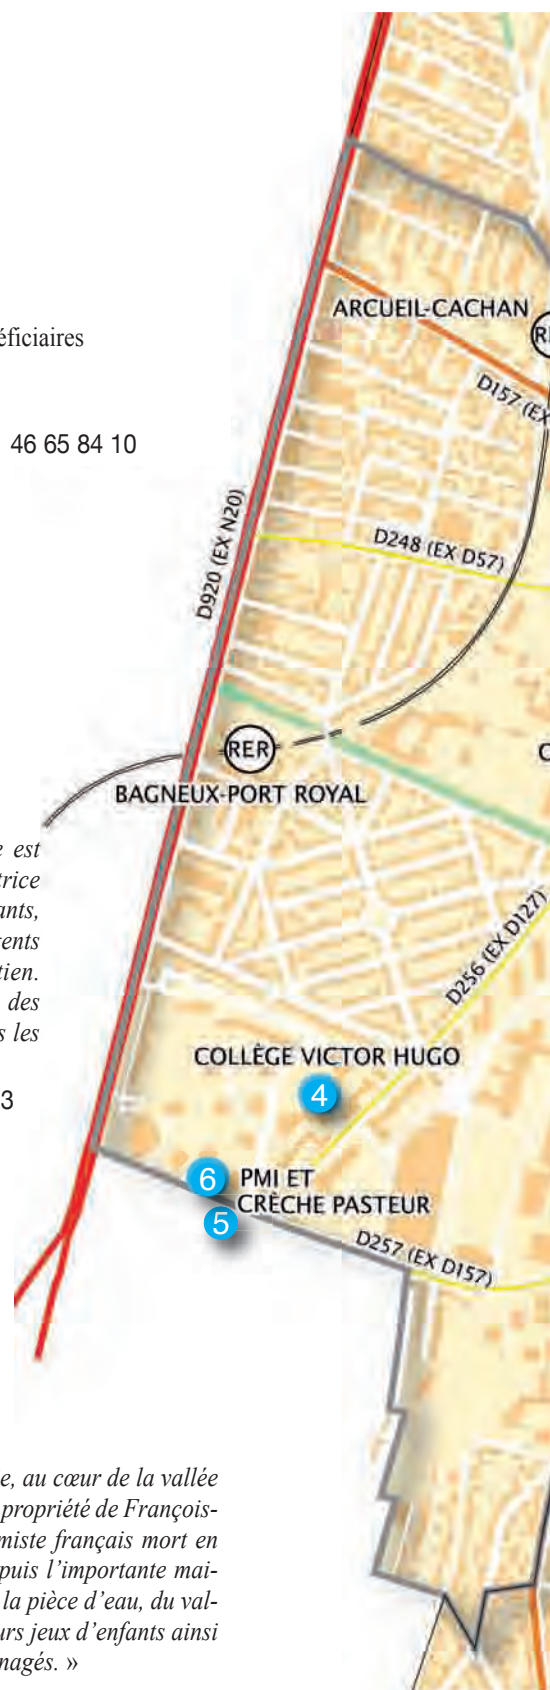 éficiaires
46 65 84 10
ARCUEIL-CACHAN
D157 (EX
D248 (EX D57)
D920 (EX N20)
RER
BAGNEUX-PORT ROYAL
e est
trice
ants,
ents
tien.
des
s les
3
D256 (EX D127)
COLLÈGE VICTOR HUGO
4
6 PMI ET
CRÈCHE PASTEUR
5
D257 (EX D157)
e, au cœur de la vallée
propriété de François-
miste français mort en
puis l’importante mai-
la pièce d’eau, du val-
urs jeux d’enfants ainsi
nagés. »